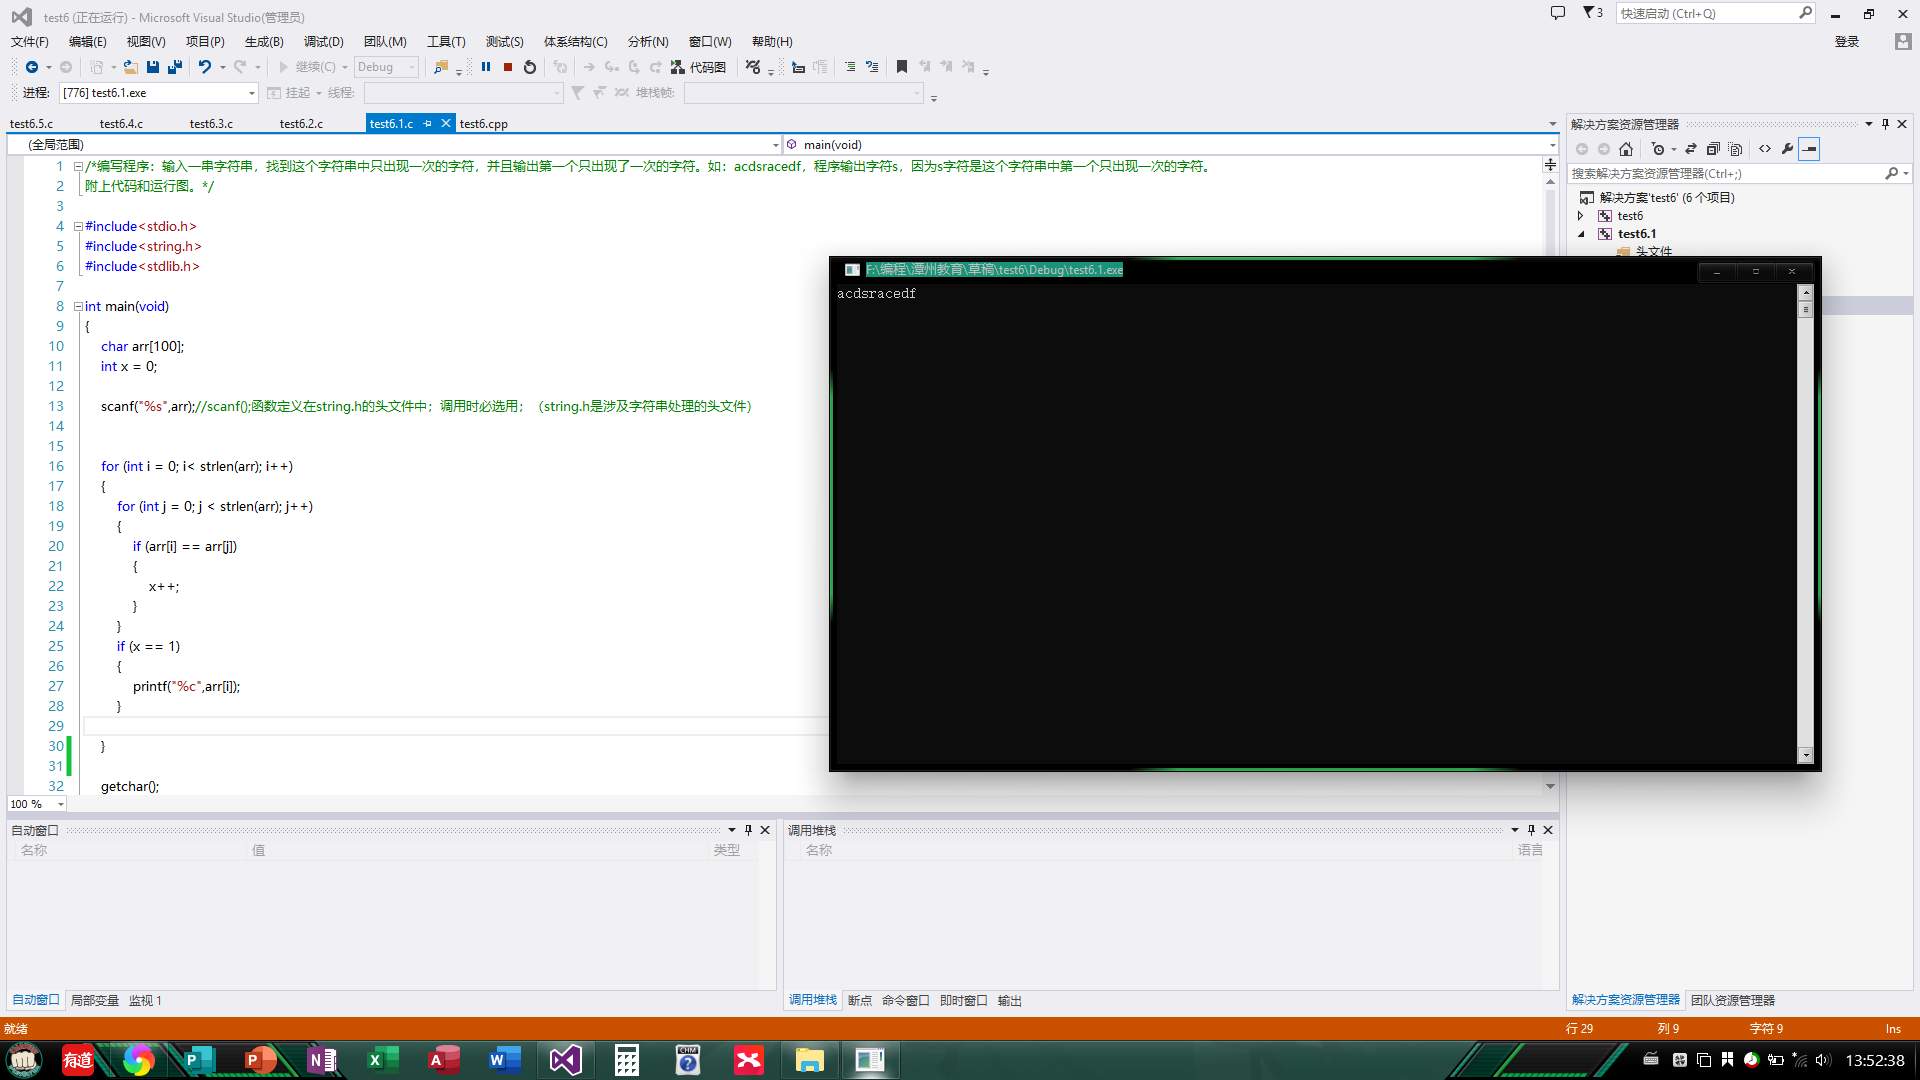 test6 (正在运行) - Microsoft Visual Studio(管理员)
3
快速启动 (Ctrl+Q)
文件(F) 编辑(E) 视图(V) 项目(P) 生成(B) 调试(D) 团队(M) 工具(T) 测试(S) 体系结构(C) 分析(N) 窗口(W) 帮助(H)
登录
继续(C) Debug 代码图
进程: [776] test6.1.exe 挂起 线程: 堆栈帧:
test6.5.c test6.4.c test6.3.c test6.2.c test6.1.c test6.cpp
(全局范围) main(void)
1 /*编写程序：输入一串字符串，找到这个字符串中只出现一次的字符，并且输出第一个只出现了一次的字符。如：acdsracedf，程序输出字符s，因为s字符是这个字符串中第一个只出现一次的字符。
2 附上代码和运行图。*/
3
4 #include<stdio.h>
5 #include<string.h>
6 #include<stdlib.h>
7
8 int main(void)
9 {
10 char arr[100];
11 int x = 0;
12
13 scanf("%s",arr);//scanf();函数定义在string.h的头文件中；调用时必选用；（string.h是涉及字符串处理的头文件）
14
15
16 for (int i = 0; i< strlen(arr); i++)
17 {
18 for (int j = 0; j < strlen(arr); j++)
19 {
20 if (arr[i] == arr[j])
21 {
22 x++;
23 }
24 }
25 if (x == 1)
26 {
27 printf("%c",arr[i]);
28 }
29
30 }
31
32 getchar();
100 %
F:\编程\潭州教育\草稿\test6\Debug\test6.1.exe
acdsracedf
解决方案资源管理器
搜索解决方案资源管理器(Ctrl+;)
解决方案'test6' (6 个项目)
test6
test6.1
头文件
自动窗口
名称 值 类型
调用堆栈
名称 语言
自动窗口 局部变量 监视 1
调用堆栈 断点 命令窗口 即时窗口 输出
解决方案资源管理器 团队资源管理器
就绪 行 29 列 9 字符 9 Ins
有道 P P N X A W CHM ?
13:52:38